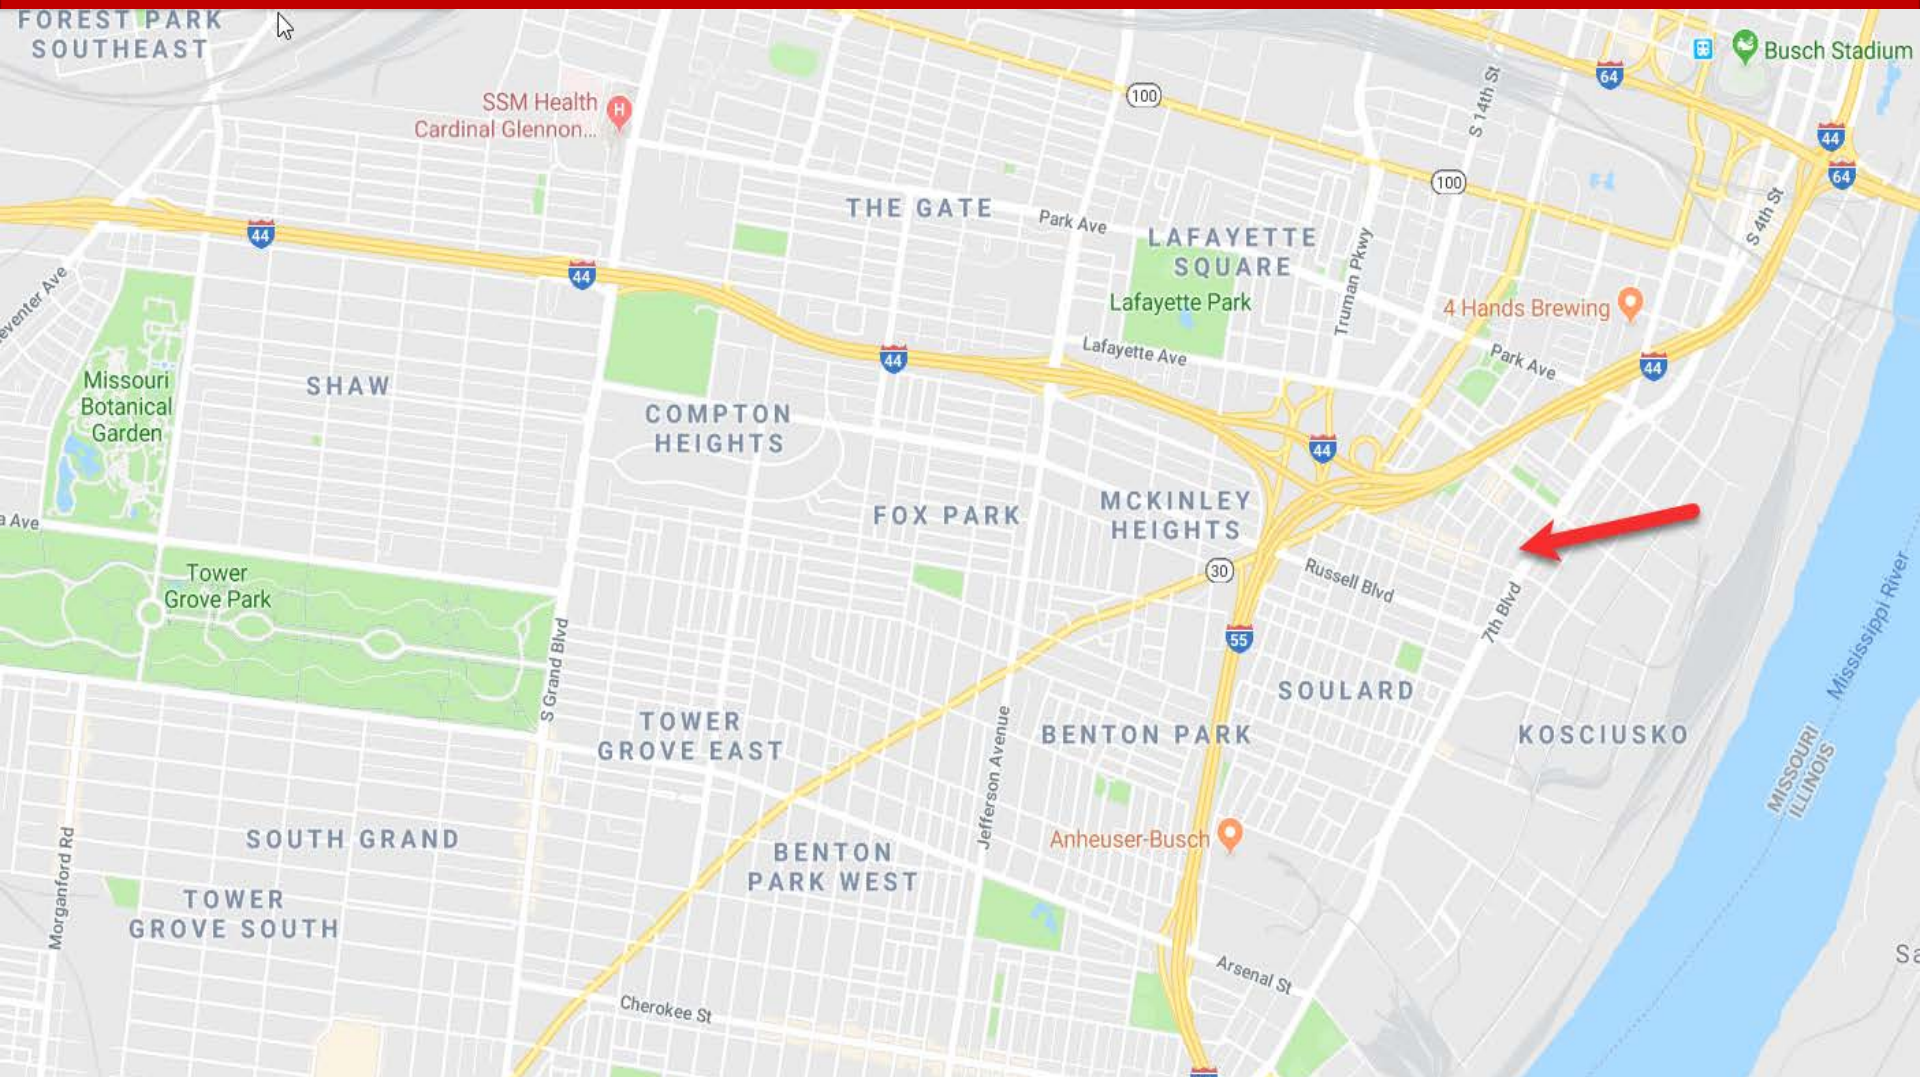 FOREST PARK
SOUTHEAST
Busch Stadium
64
SSM Health
Cardinal Glennon...
H
100
S 14th St
44
64
100
THE GATE
Park Ave
LAFAYETTE
SQUARE
S 4th St
44
44
Truman Pkwy
Lafayette Park
4 Hands Brewing
44
Lafayette Ave
Park Ave
44
Missouri
Botanical
Garden
SHAW
COMPTON
HEIGHTS
44
FOX PARK
MCKINLEY
HEIGHTS
Ave
30
Russell Blvd
Tower
Grove Park
7th Blvd
Mississippi River
55
S Grand Blvd
SOULARD
TOWER
GROVE EAST
BENTON PARK
KOSCIUSKO
Jefferson Avenue
MISSOURI
ILLINOIS
SOUTH GRAND
Anheuser-Busch
BENTON
PARK WEST
Morganford Rd
TOWER
GROVE SOUTH
Arsenal St
Cherokee St